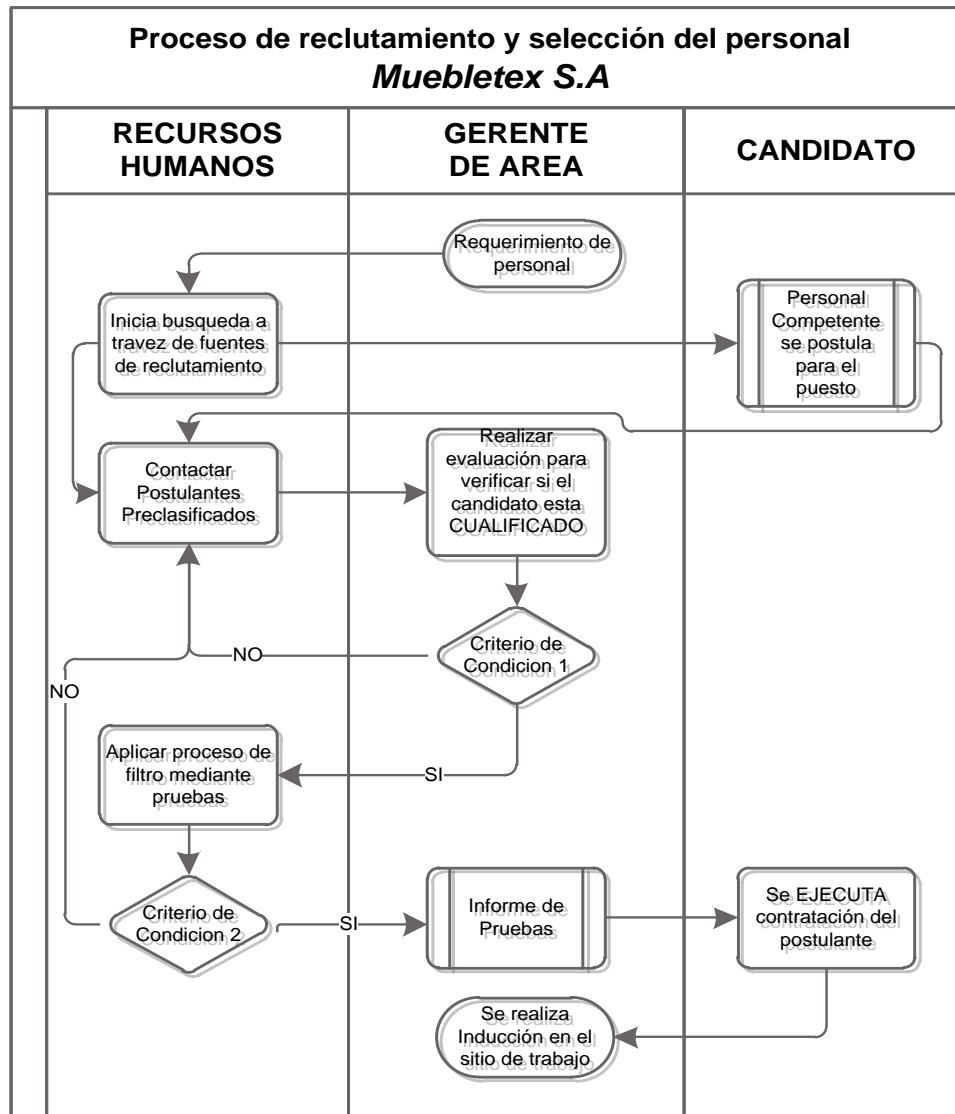 Proceso de reclutamiento y selección del personal
Muebletex S.A
RECURSOS
HUMANOS
GERENTE
DE AREA
CANDIDATO
Requerimiento de
personal
Inicia busqueda a
travez de fuentes
de reclutamiento
Personal
Competente
se postula
para el
puesto
Contactar
Postulantes
Preclasificados
Realizar
evaluación para
verificar si el
candidato esta
CUALIFICADO
Criterio de
Condicion 1
NO
NO
Aplicar proceso de
filtro mediante
pruebas
SI
Criterio de
Condicion 2
SI
Informe de
Pruebas
Se EJECUTA
contratación del
postulante
Se realiza
Inducción en el
sitio de trabajo